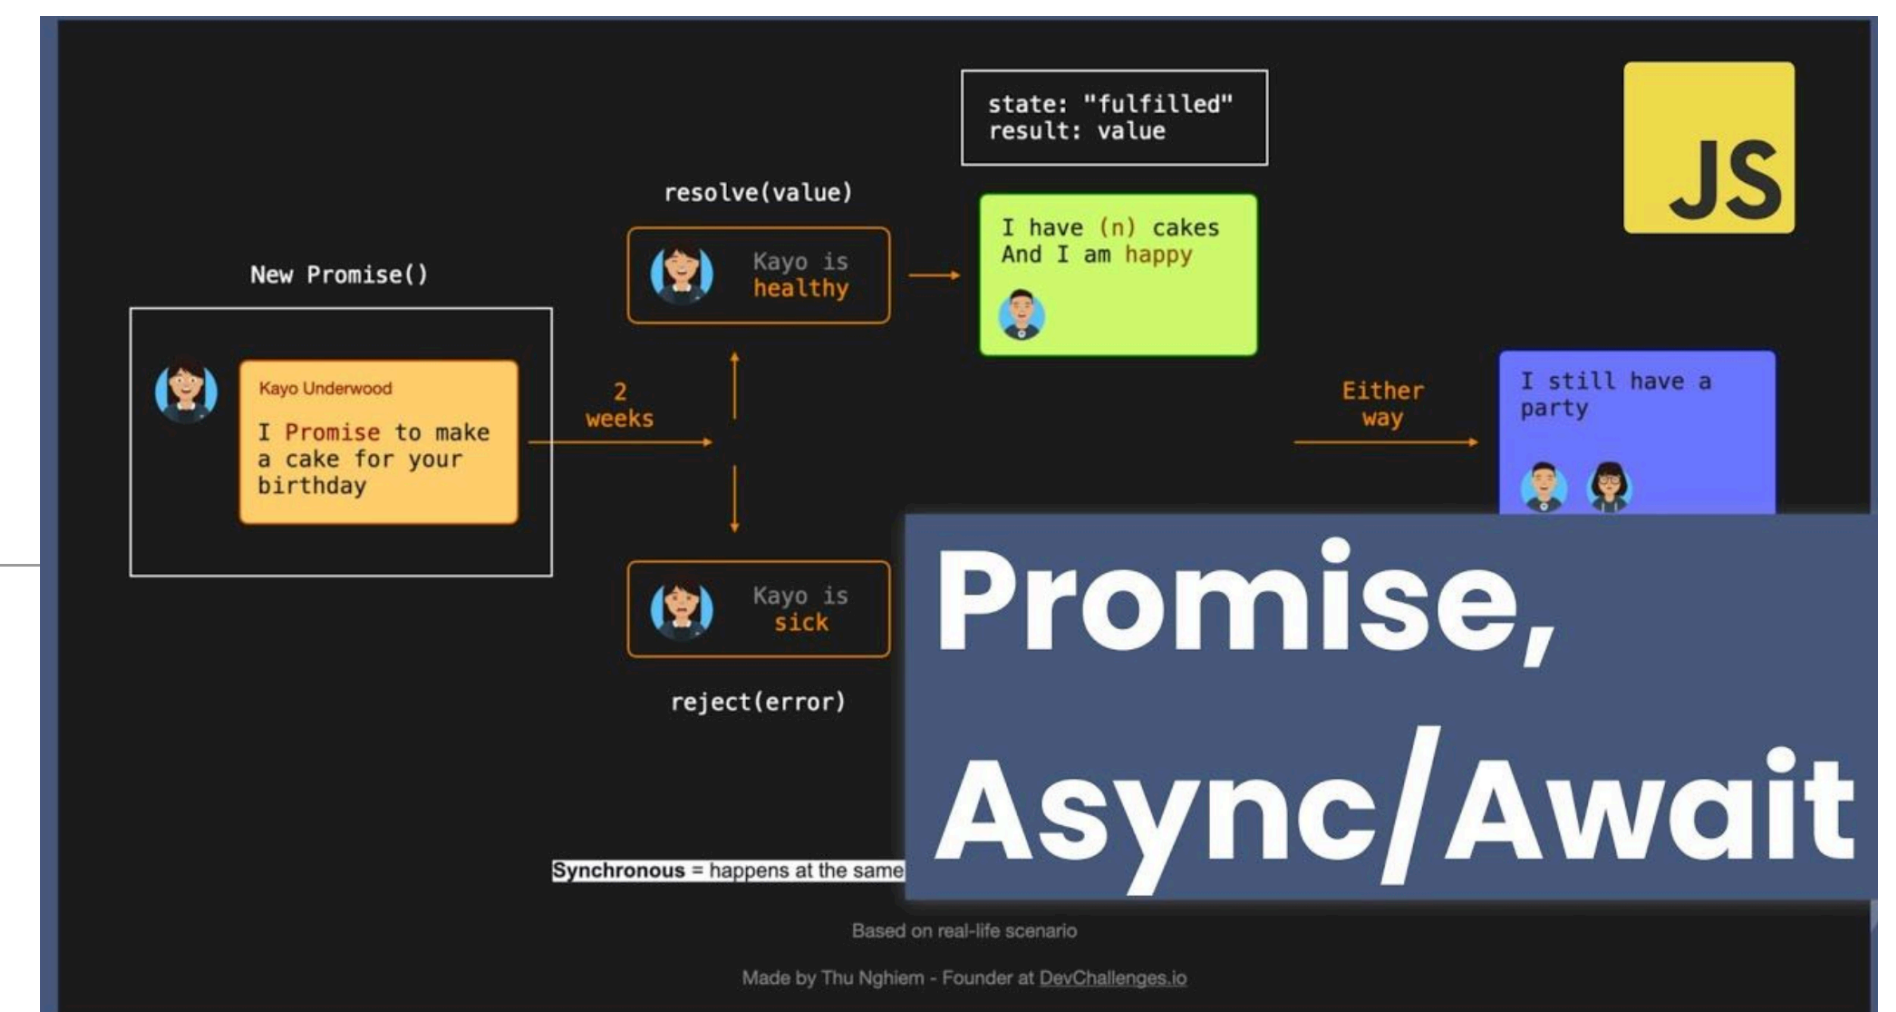 state: "fulfilled"
result: value
JS
resolve(value)
I have (n) cakes
And I am happy
Kayo is
healthy
New Promise()
Kayo Underwood
I Promise to make
a cake for your
birthday
2
weeks
Either
way
I still have a
party
Kayo is
sick
reject(error)
Promise,
Async/Await
Synchronous = happens at the same
Based on real-life scenario
Made by Thu Nghiem - Founder at DevChallenges.io